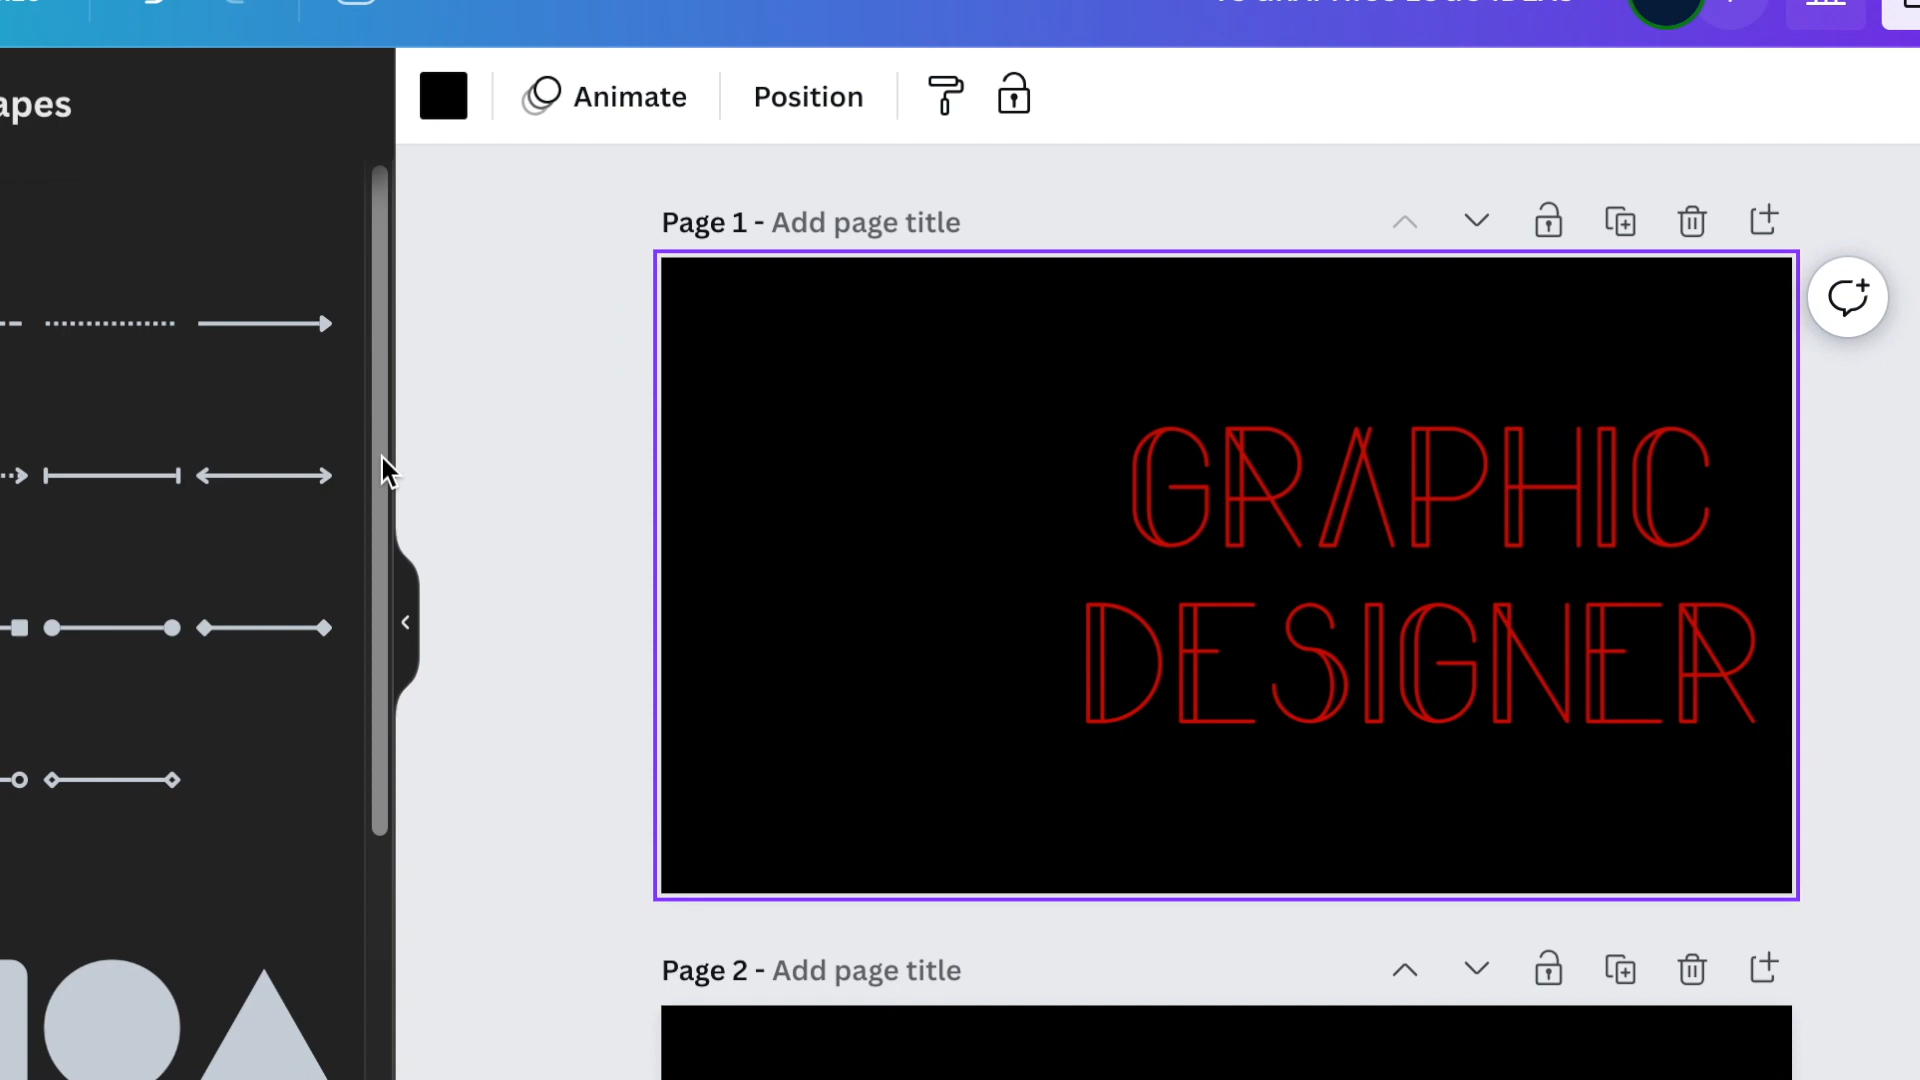 Animate
Position
apes
Page 1 - Add page title
GRAPHIC
DESIGNER
Page 2 - Add page title